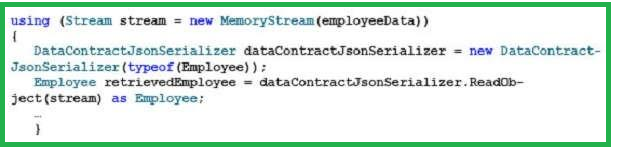 using (Stream stream = new MemoryStream(employeeData))
{
DataContractJsonSerializer dataContractJsonSerializer = new DataContract-
JsonSerializer(typeof(Employee));
Employee retrievedEmployee = dataContractJsonSerializer.ReadOb-
ject(stream) as Employee;
…
}